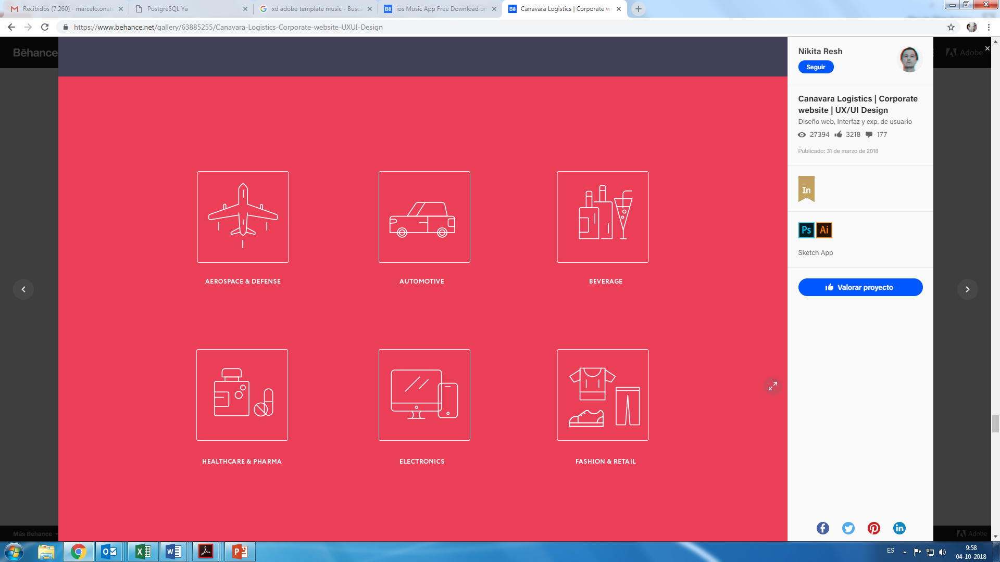 Recibidos (7.260) - marcelo.onate
PostgreSQL Ya
xd adobe template music - Busca
Bē ios Music App Free Download on
Bē Canavara Logistics | Corporate w
https://www.behance.net/gallery/63885255/Canavara-Logistics-Corporate-website-UXUI-Design
Bēhance
Adobe
Nikita Resh
Seguir
Canavara Logistics | Corporate
website | UX/UI Design
Diseño web, Interfaz y exp. de usuario
27394 3218 177
Publicado: 31 de marzo de 2018
In
Ps Ai
Sketch App
Valorar proyecto
AEROSPACE & DEFENSE
AUTOMOTIVE
BEVERAGE
HEALTHCARE & PHARMA
ELECTRONICS
FASHION & RETAIL
Más Behance
Adobe
ES
9:58
04-10-2018